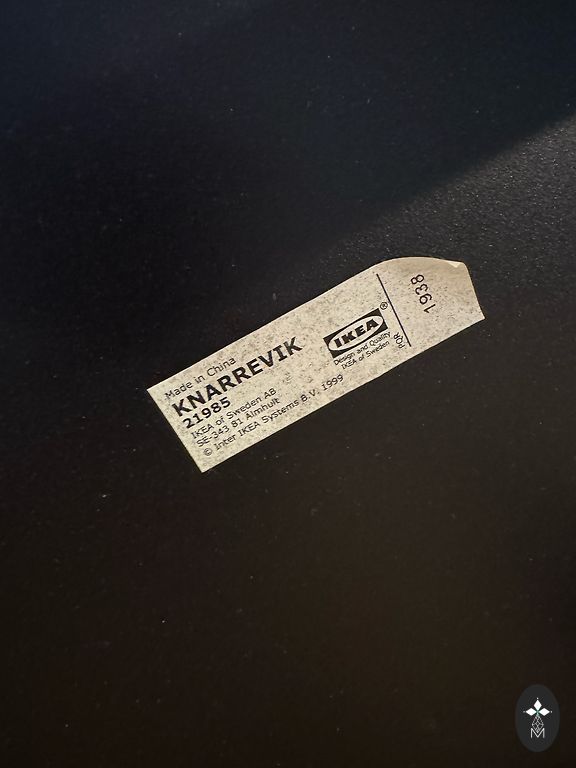 Made in China
KNARREVIK
21985
IKEA of Sweden AB
SE-343 81 Älmhult
© Inter IKEA Systems B.V. 1999
IKEA®
Design and Quality
IKEA of Sweden
PQR
1938
M